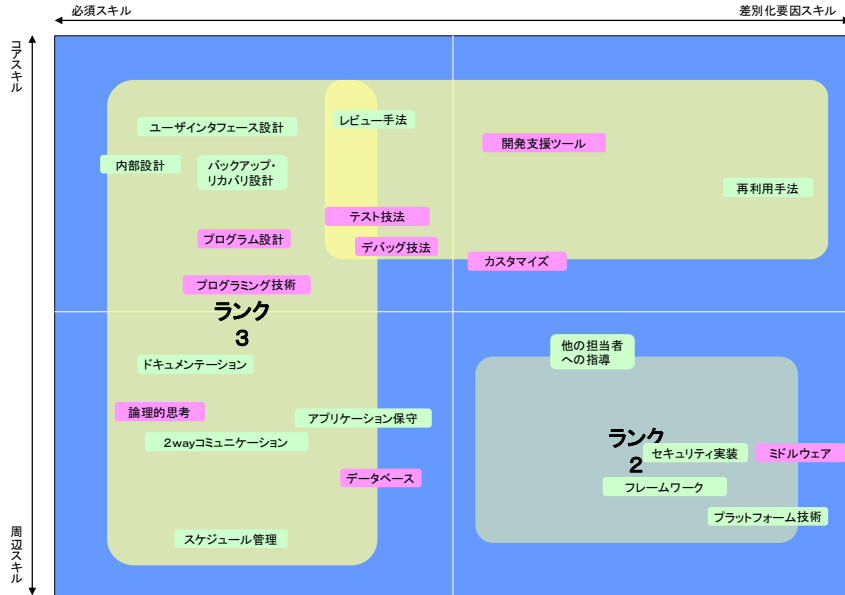 必須スキル
差別化要因スキル
コアスキル
レビュー手法
ユーザインタフェース設計
開発支援ツール
内部設計
バックアップ・
リカバリ設計
再利用手法
テスト技法
プログラム設計
デバッグ技法
カスタマイズ
プログラミング技術
ランク
3
他の担当者
への指導
ドキュメンテーション
論理的思考
アプリケーション保守
2wayコミュニケーション
ランク
2
セキュリティ実装
ミドルウェア
データベース
フレームワーク
プラットフォーム技術
スケジュール管理
周辺スキル